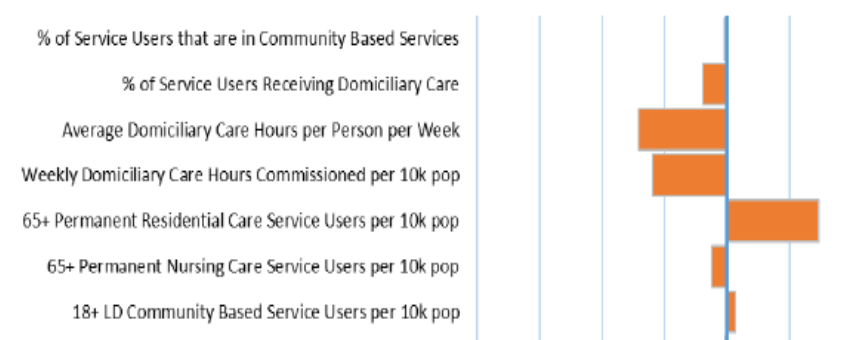 % of Service Users that are in Community Based Services
% of Service Users Receiving Domiciliary Care
Average Domiciliary Care Hours per Person per Week
Weekly Domiciliary Care Hours Commissioned per 10k pop
65+ Permanent Residential Care Service Users per 10k pop
65+ Permanent Nursing Care Service Users per 10k pop
18+ LD Community Based Service Users per 10k pop